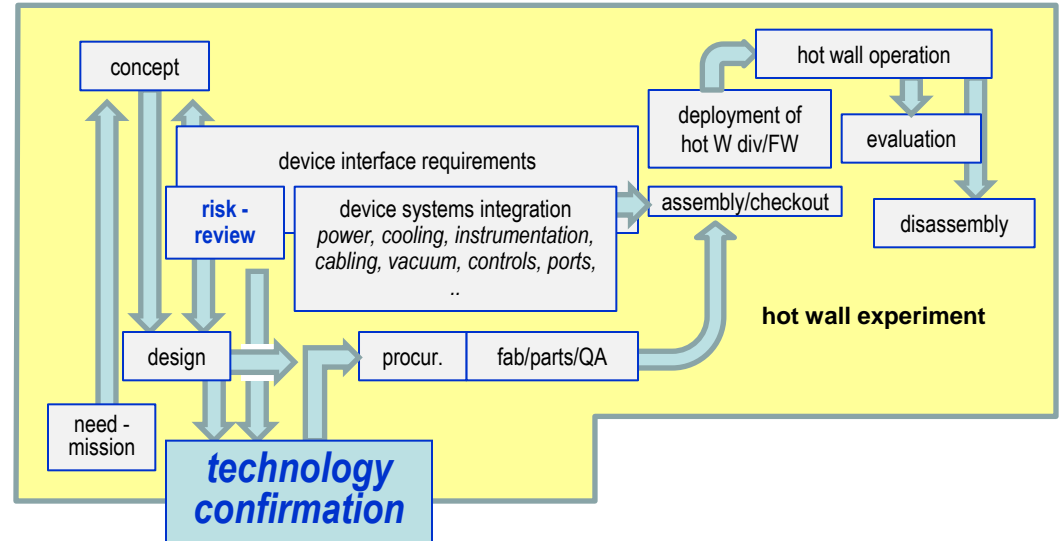 concept
hot wall operation
deployment of
hot W div/FW
evaluation
device interface requirements
risk -
review
device systems integration
power, cooling, instrumentation,
cabling, vacuum, controls, ports,
..
assembly/checkout
disassembly
hot wall experiment
design
procur.
fab/parts/QA
need -
mission
technology
confirmation